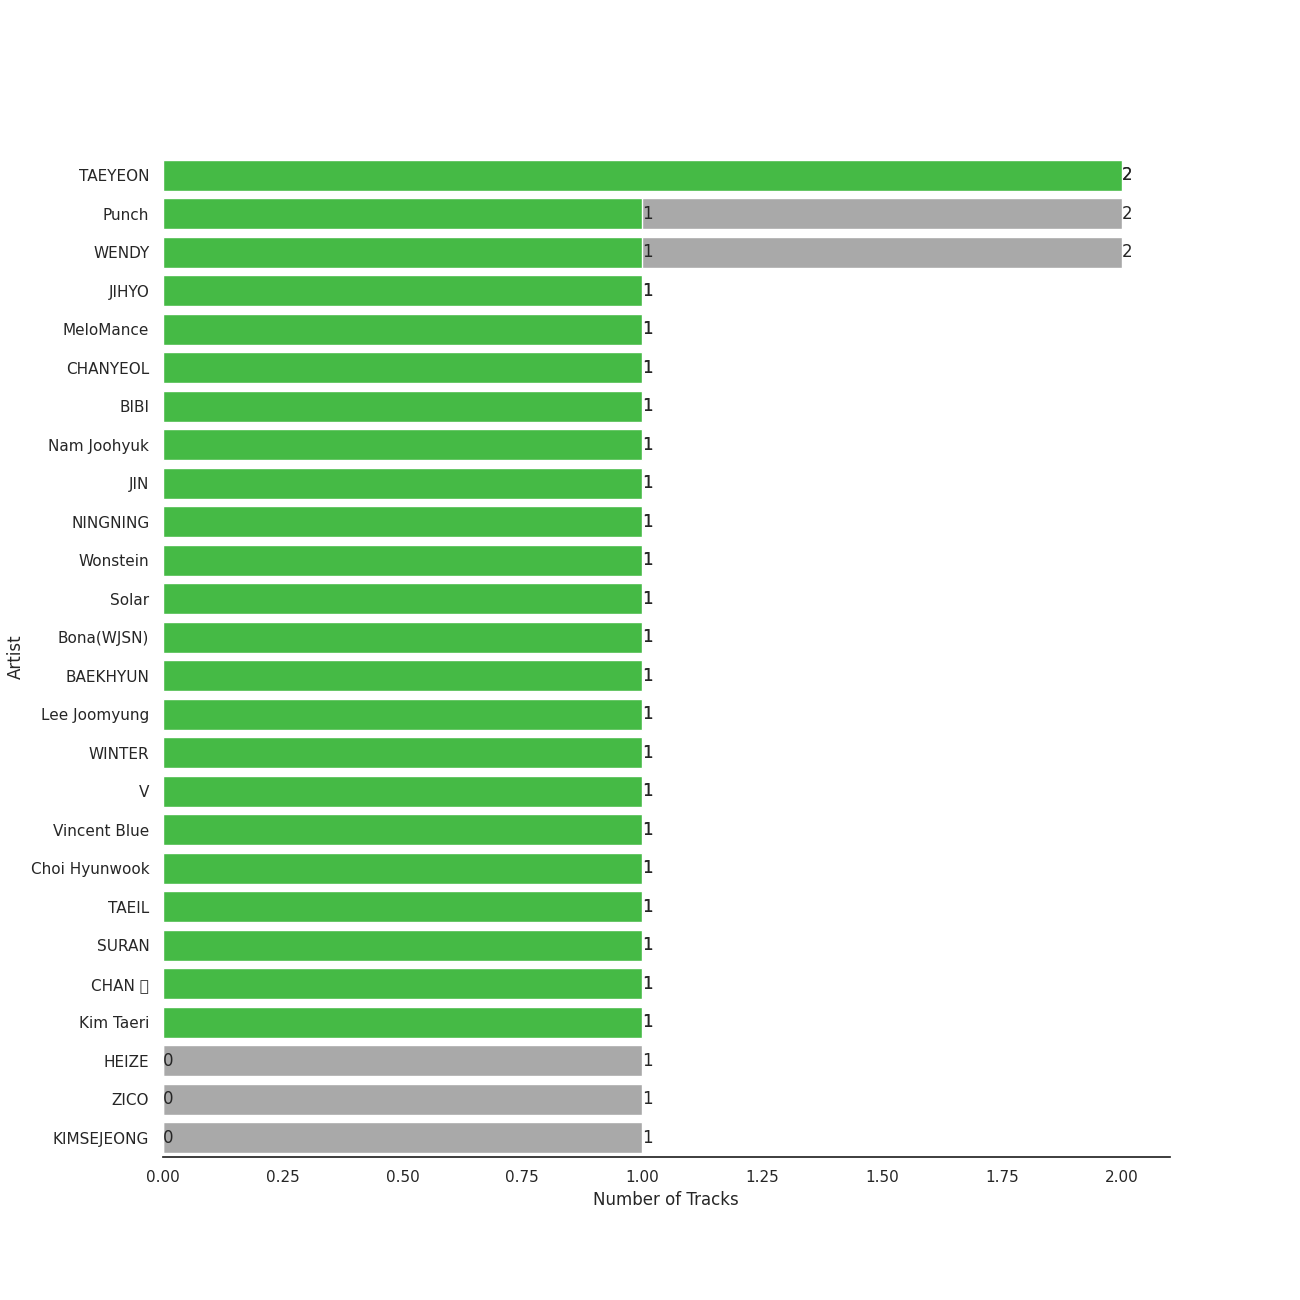 TAEYEON 2
Punch 1 2
WENDY 1 2
JIHYO 1
MeloMance 1
CHANYEOL 1
BIBI 1
Nam Joohyuk 1
JIN 1
NINGNING 1
Wonstein 1
Solar 1
Bona(WJSN) 1
BAEKHYUN 1
Lee Joomyung 1
WINTER 1
V 1
Vincent Blue 1
Choi Hyunwook 1
TAEIL 1
SURAN 1
CHAN 1
Kim Taeri 1
HEIZE 0 1
ZICO 0 1
KIMSEJEONG 0 1
0.00 0.25 0.50 0.75 1.00 1.25 1.50 1.75 2.00
Number of Tracks
Artist